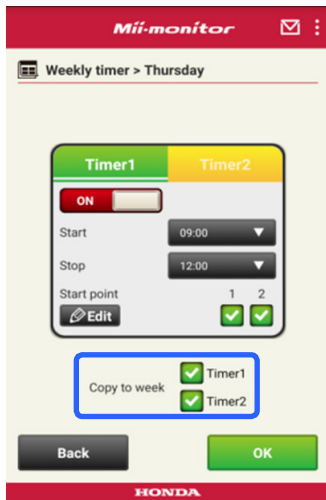 Mii-monitor
Weekly timer > Thursday
Timer1 Timer2
ON
Start 09:00
Stop 12:00
Start point 1 2
Edit
Copy to week
Timer1
Timer2
Back OK
HONDA